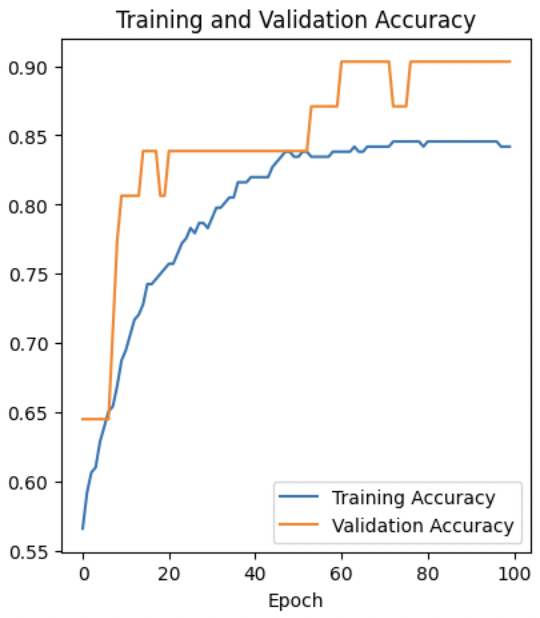 Training and Validation Accuracy
0.90
0.85
0.80
0.75
0.70
0.65
0.60
0.55
Training Accuracy
Validation Accuracy
0 20 40 60 80 100
Epoch